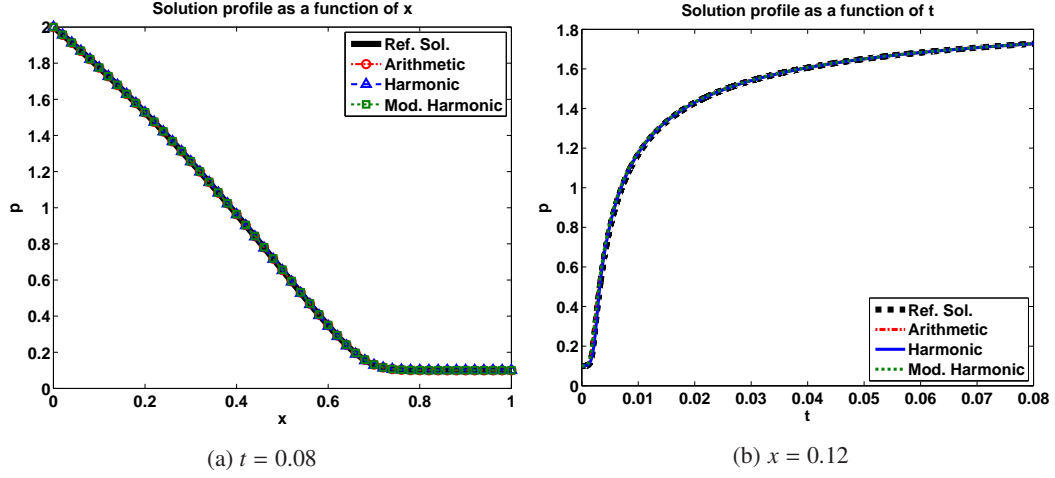 Solution profile as a function of x
2
1.8
1.6
1.4
1.2
1
0.8
0.6
0.4
0.2
0
p
Ref. Sol.
Arithmetic
Harmonic
Mod. Harmonic
0 0.2 0.4 0.6 0.8 1
x
(a) t = 0.08
Solution profile as a function of t
1.8
1.6
1.4
1.2
1
0.8
0.6
0.4
0.2
0
p
Ref. Sol.
Arithmetic
Harmonic
Mod. Harmonic
0 0.01 0.02 0.03 0.04 0.05 0.06 0.07 0.08
t
(b) x = 0.12